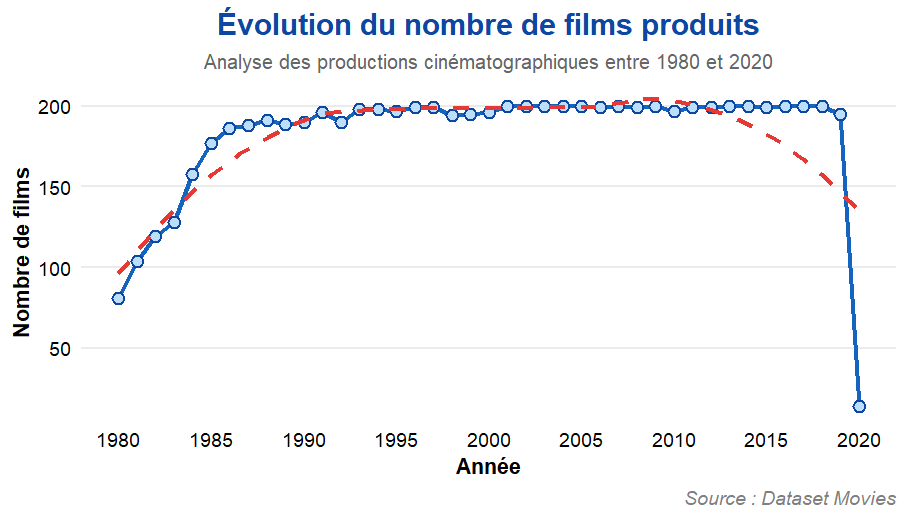 Évolution du nombre de films produits
Analyse des productions cinématographiques entre 1980 et 2020
Nombre de films
200
150
100
50
1980 1985 1990 1995 2000 2005 2010 2015 2020
Année
Source : Dataset Movies